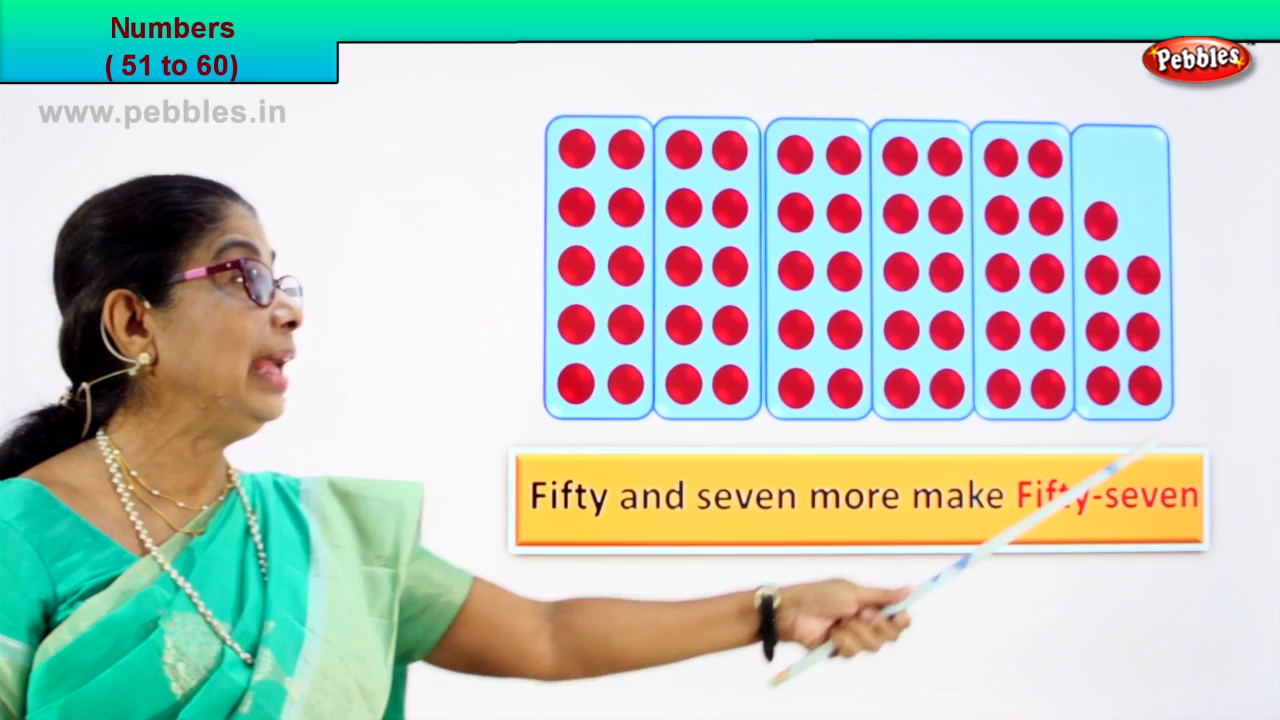 Numbers
( 51 to 60)
Pebbles
www.pebbles.in
Fifty and seven more make Fifty-seven